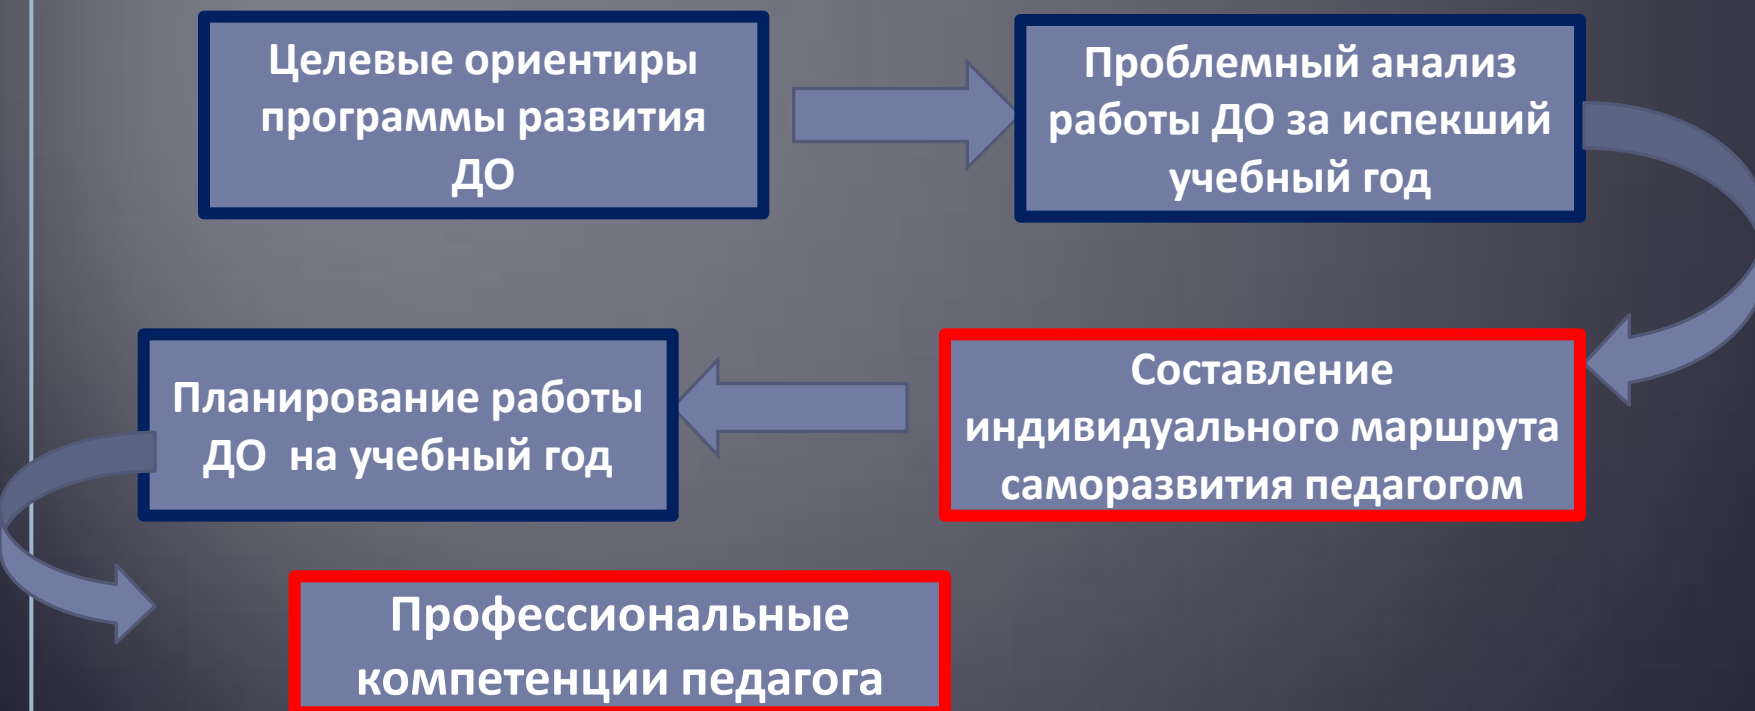 Целевые ориентиры
программы развития
ДО
Проблемный анализ
работы ДО за испекший
учебный год
Составление
индивидуального маршрута
саморазвития педагогом
Планирование работы
ДО  на учебный год
Профессиональные
компетенции педагога